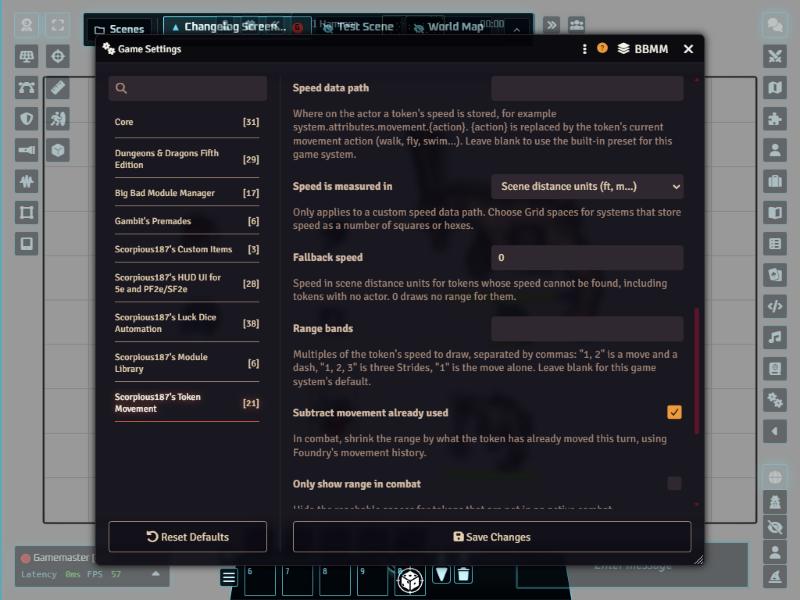 Scenes
Changelog Screen...
6
Test Scene
World Map
00:00
Game Settings
BBMM
Core [31]
Dungeons & Dragons Fifth
Edition [29]
Big Bad Module Manager [17]
Gambit's Premades [6]
Scorpious187's Custom Items [3]
Scorpious187's HUD UI for
5e and PF2e/SF2e [28]
Scorpious187's Luck Dice
Automation [38]
Scorpious187's Module
Library [6]
Scorpious187's Token
Movement [21]
Reset Defaults
Speed data path
Where on the actor a token's speed is stored, for example
system.attributes.movement.{action}. {action} is replaced by the token's current
movement action (walk, fly, swim...). Leave blank to use the built-in preset for this
game system.
Speed is measured in
Scene distance units (ft, m...)
Only applies to a custom speed data path. Choose Grid spaces for systems that store
speed as a number of squares or hexes.
Fallback speed
0
Speed in scene distance units for tokens whose speed cannot be found, including
tokens with no actor. 0 draws no range for them.
Range bands
Multiples of the token's speed to draw, separated by commas: "1, 2" is a move and a
dash, "1, 2, 3" is three Strides, "1" is the move alone. Leave blank for this game
system's default.
Subtract movement already used
In combat, shrink the range by what the token has already moved this turn, using
Foundry's movement history.
Only show range in combat
Save Changes
Gamemaster
Latency 0ms FPS 57
6
7
8
9
Enter message